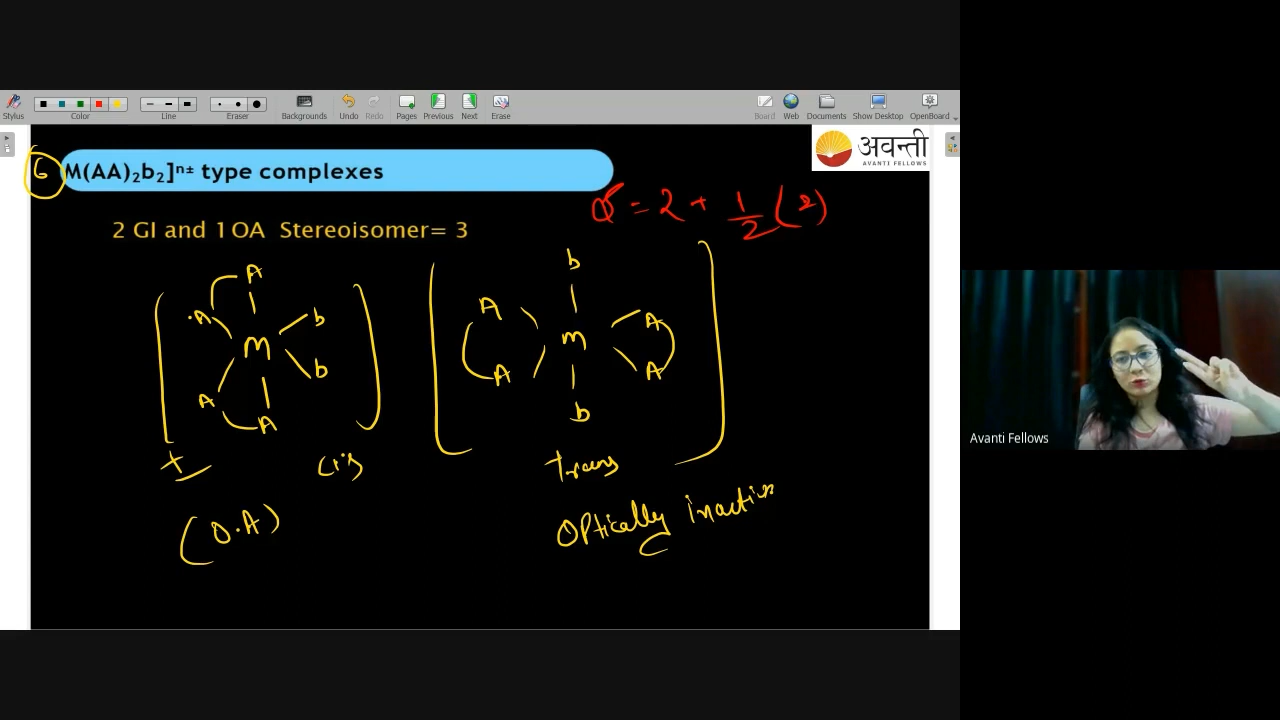 Stylus
Color
Line
Eraser
Backgrounds
Undo
Redo
Pages
Previous
Next
Erase
Board
Web
Documents
Show Desktop
OpenBoard
अवन्ती
AVANTI FELLOWS
6
M(AA)₂b₂]ⁿ± type complexes
= 2 + 1/2 (2)
2 GI and 1 OA Stereoisomer= 3
A
A
M
b
b
A
A
b
A
A
M
A
A
b
+
cis
trans
(O.A)
Optically inactive
Avanti Fellows